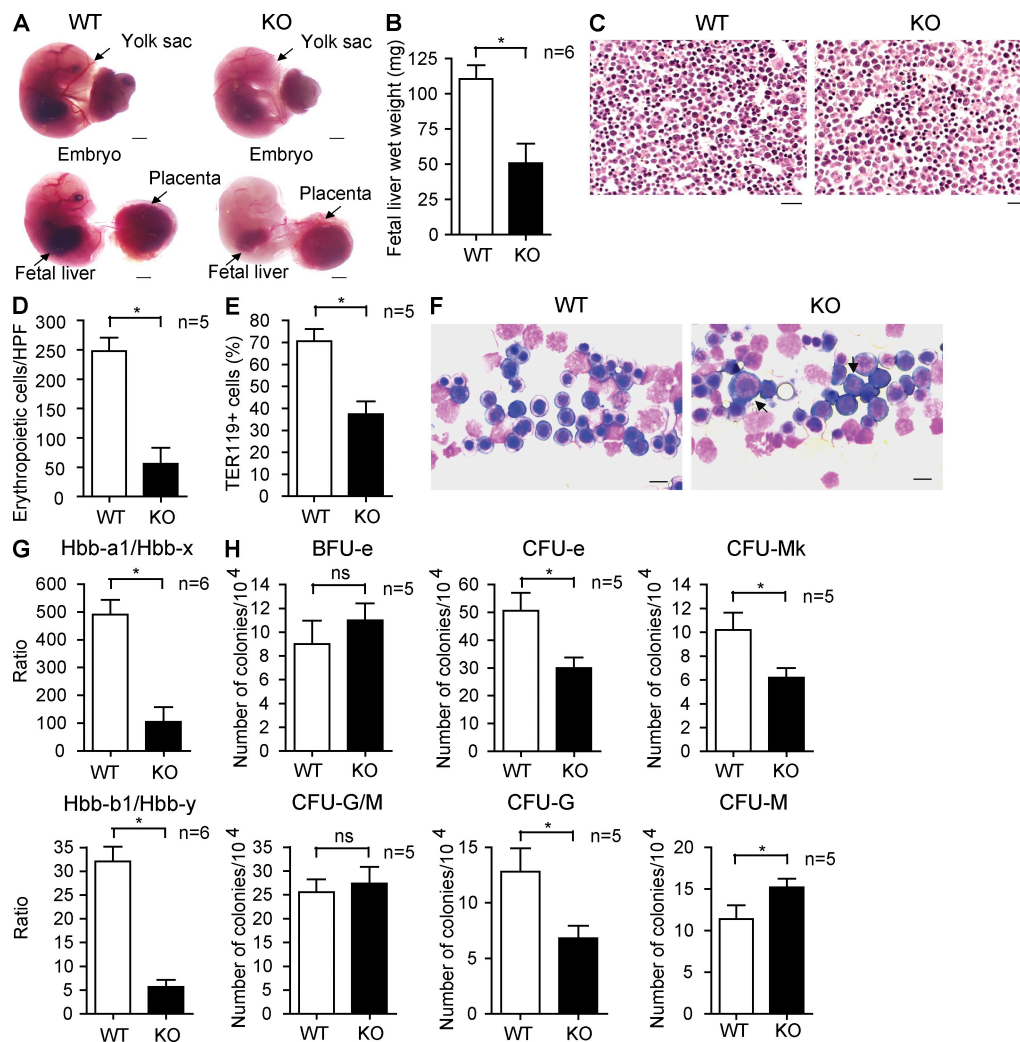 A
WT
KO
Yolk sac
Yolk sac
Embryo
Embryo
Placenta
Placenta
Fetal liver
Fetal liver
B
Fetal liver wet weight (mg)
125
100
75
50
25
0
*
n=6
WT
KO
C
WT
KO
D
Erythropoietic cells/HPF
300
250
200
150
100
50
0
*
n=5
WT
KO
E
TER119+ cells (%)
80
70
60
50
40
30
20
10
0
*
n=5
WT
KO
F
WT
KO
G
Hbb-a1/Hbb-x
Ratio
600
500
400
300
200
100
0
*
n=6
WT
KO
Hbb-b1/Hbb-y
Ratio
35
30
25
20
15
10
5
0
*
n=6
WT
KO
H
BFU-e
Number of colonies/10^4
14
12
10
8
6
4
2
0
ns
n=5
WT
KO
CFU-e
Number of colonies/10^4
60
50
40
30
20
10
0
*
n=5
WT
KO
CFU-Mk
Number of colonies/10^4
14
12
10
8
6
4
2
0
*
n=5
WT
KO
CFU-G/M
Number of colonies/10^4
35
30
25
20
15
10
5
0
ns
n=5
WT
KO
CFU-G
Number of colonies/10^4
15
10
5
0
*
n=5
WT
KO
CFU-M
Number of colonies/10^4
20
15
10
5
0
*
n=5
WT
KO